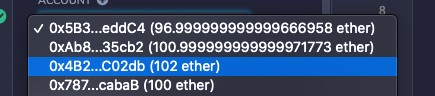 ACCOUNT
8
✓ 0x5B3...eddC4 (96.999999999999666958 ether)
0xAb8...35cb2 (100.999999999999971773 ether)
0x4B2...C02db (102 ether)
0x787...cabaB (100 ether)